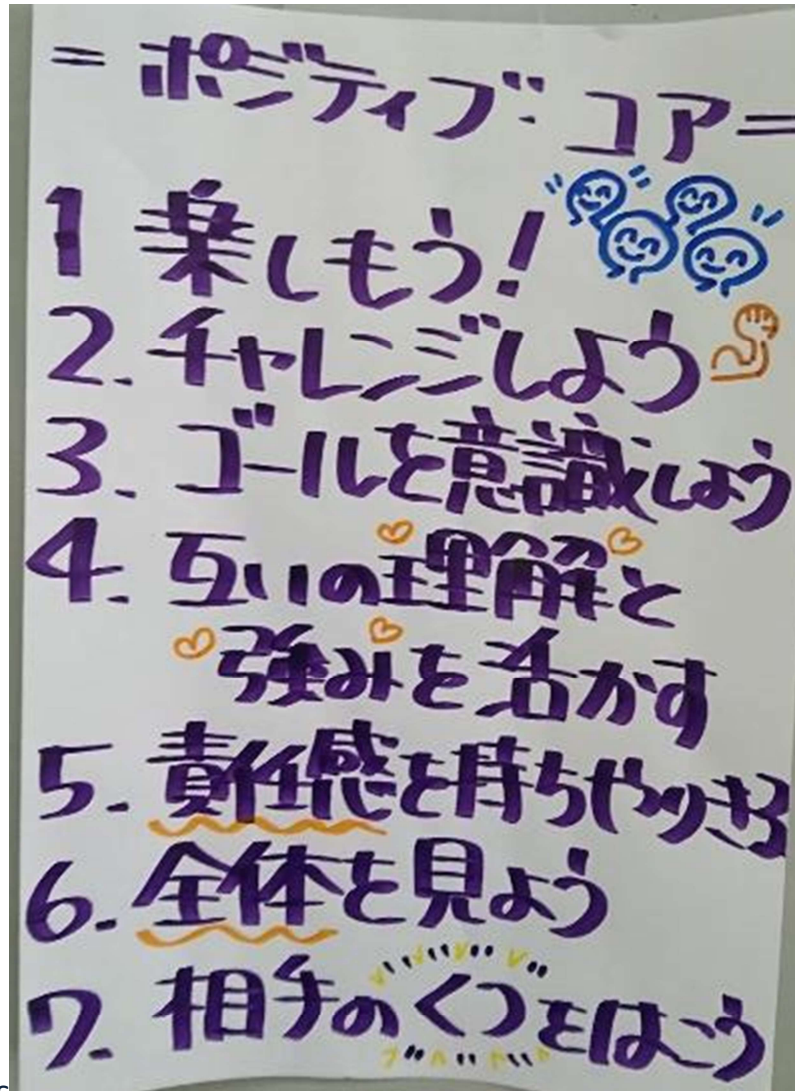 = ポジティブ：コア =
1 楽しもう!
2. チャレンジしよう
3. ゴールを意識しよう
4. 互いの理解と
強みを活かす
5. 責任感を持ちやりきる
6. 全体を見よう
7. 相手のくつをはこう